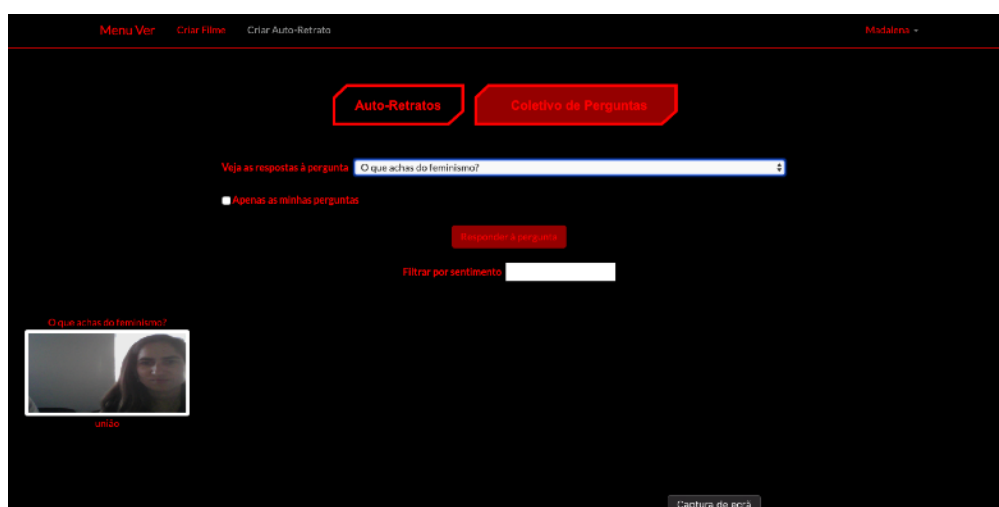 Menu Ver Criar Filme Criar Auto-Retrato Madalena
Auto-Retratos Coletivo de Perguntas
Veja as respostas à pergunta O que achas do feminismo?
Apenas as minhas perguntas
Responder à pergunta
Filtrar por sentimento
O que achas do feminismo?
união
Captura de ecrã